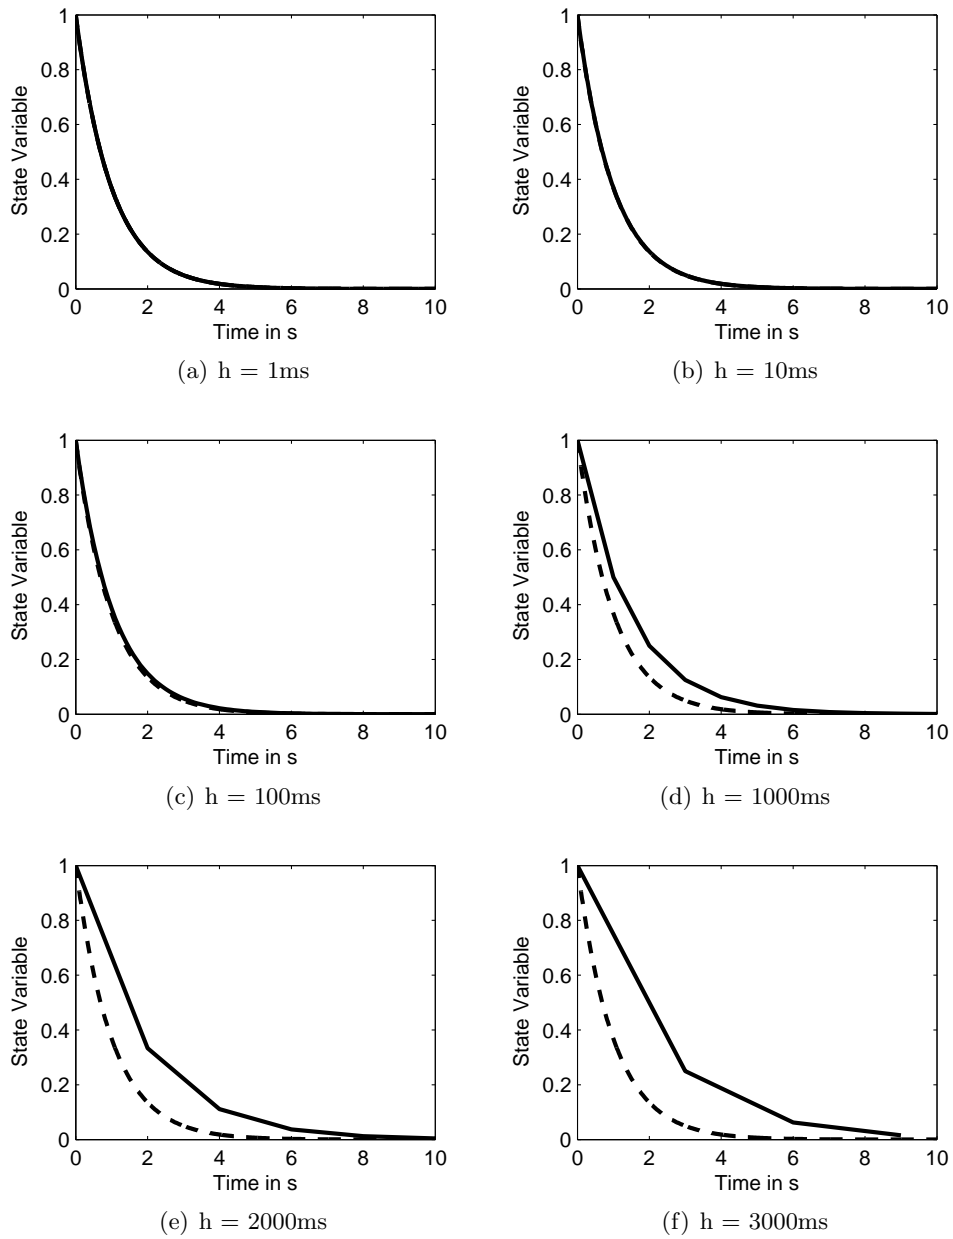 1
0.8
0.6
0.4
0.2
0
State Variable
0 2 4 6 8 10
Time in s
(a) h = 1ms
1
0.8
0.6
0.4
0.2
0
State Variable
0 2 4 6 8 10
Time in s
(b) h = 10ms
1
0.8
0.6
0.4
0.2
0
State Variable
0 2 4 6 8 10
Time in s
(c) h = 100ms
1
0.8
0.6
0.4
0.2
0
State Variable
0 2 4 6 8 10
Time in s
(d) h = 1000ms
1
0.8
0.6
0.4
0.2
0
State Variable
0 2 4 6 8 10
Time in s
(e) h = 2000ms
1
0.8
0.6
0.4
0.2
0
State Variable
0 2 4 6 8 10
Time in s
(f) h = 3000ms